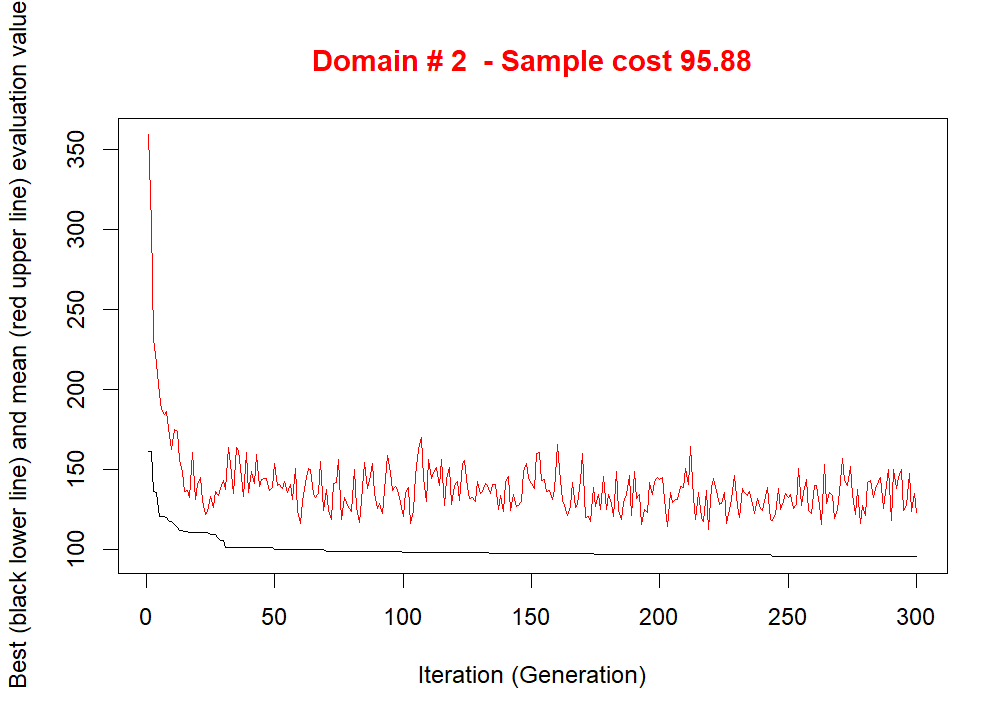 Domain # 2  - Sample cost 95.88
Best (black lower line) and mean (red upper line) evaluation value
350
300
250
200
150
100
0 50 100 150 200 250 300
Iteration (Generation)